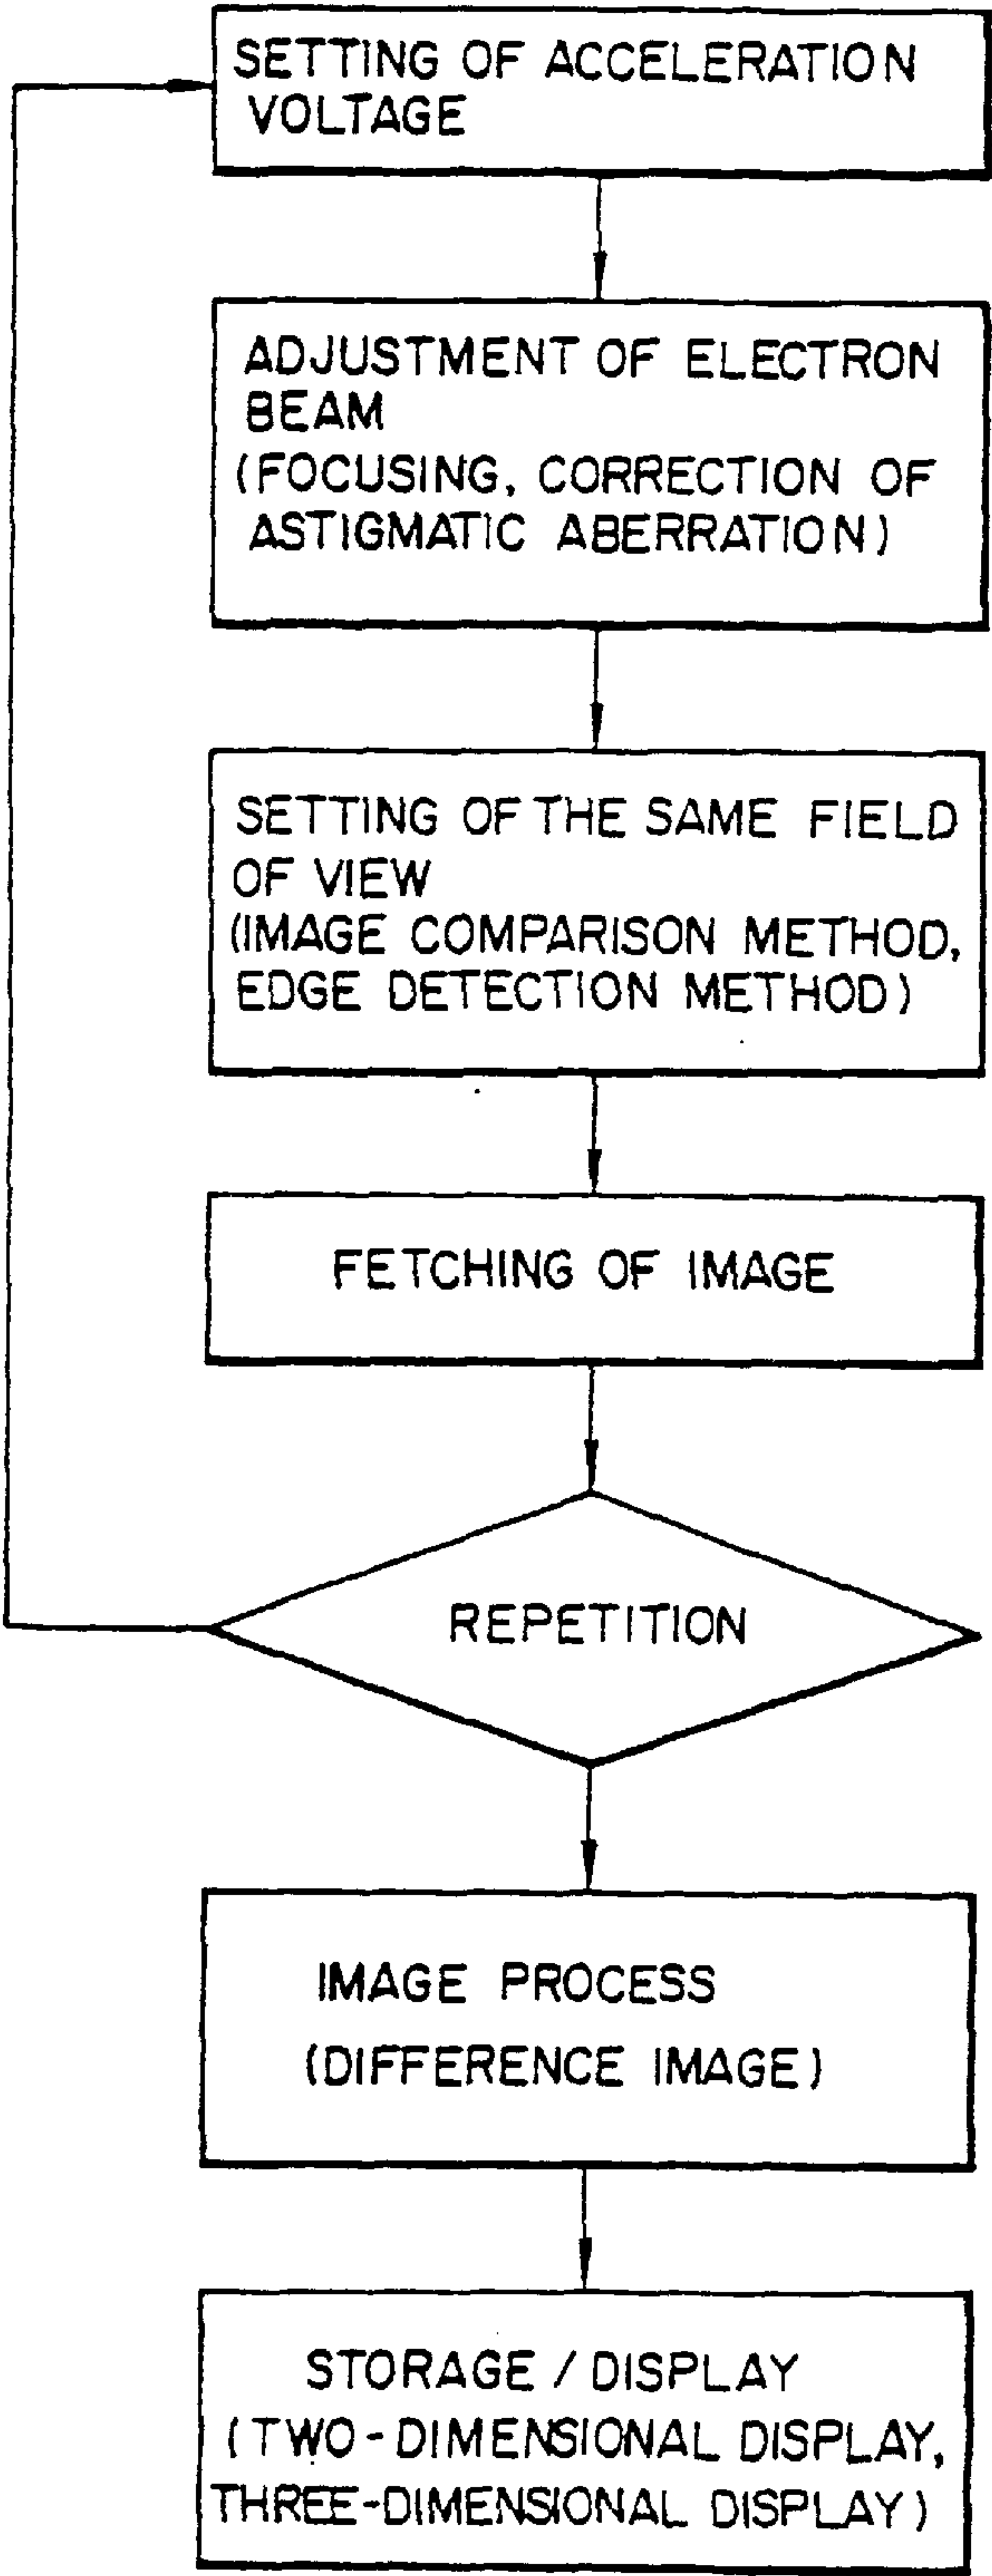 SETTING OF ACCELERATION
VOLTAGE
ADJUSTMENT OF ELECTRON
BEAM
(FOCUSING, CORRECTION OF
ASTIGMATIC ABERRATION)
SETTING OF THE SAME FIELD
OF VIEW
(IMAGE COMPARISON METHOD,
EDGE DETECTION METHOD)
FETCHING OF IMAGE
REPETITION
IMAGE PROCESS
(DIFFERENCE IMAGE)
STORAGE / DISPLAY
(TWO-DIMENSIONAL DISPLAY,
THREE-DIMENSIONAL DISPLAY)